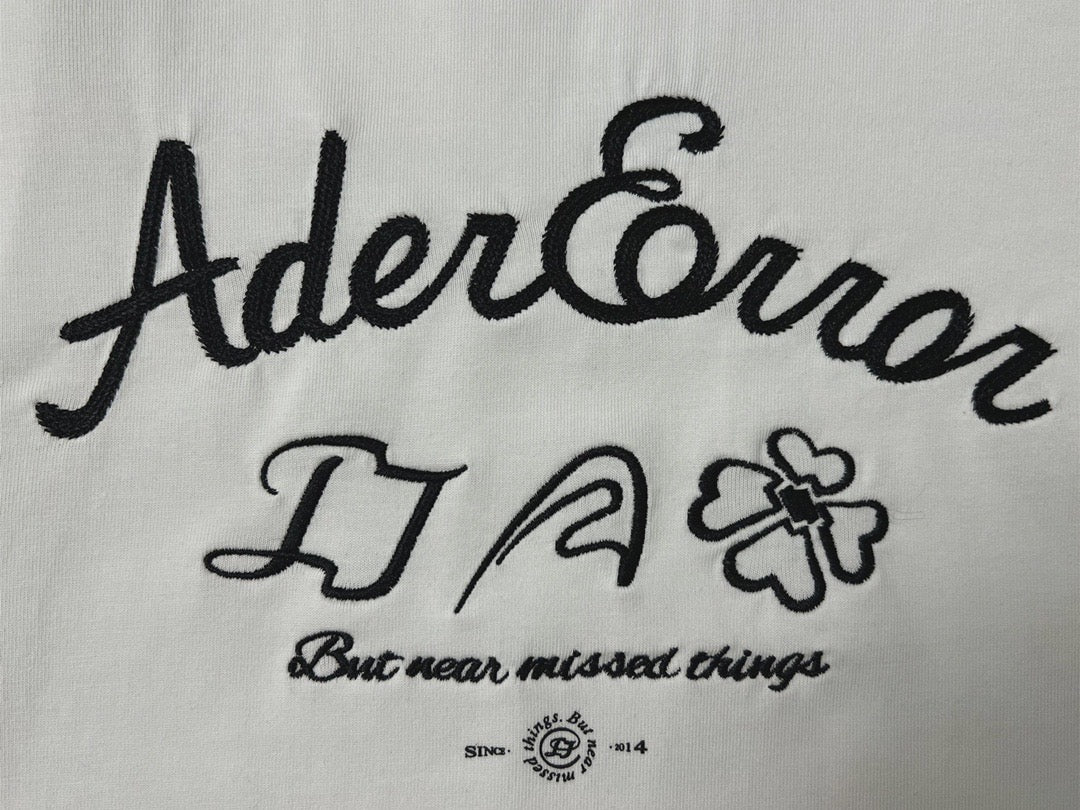 AderError
But near missed things
SINCE · But near missed things. · 2014